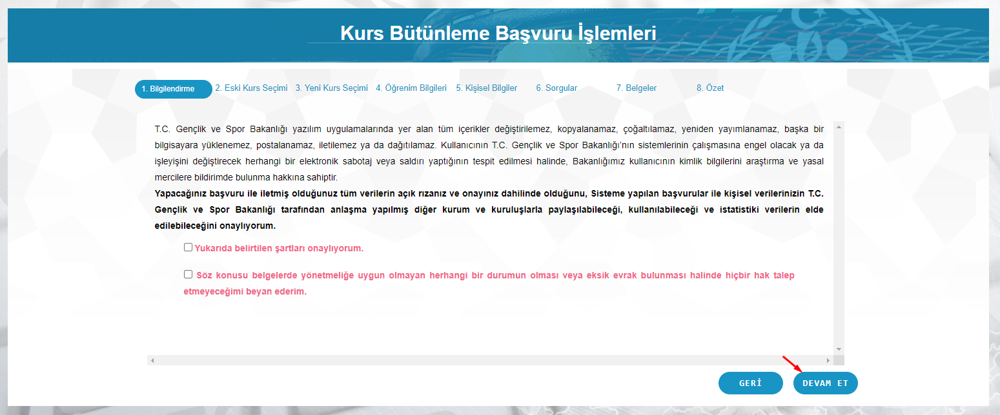 Kurs Bütünleme Başvuru İşlemleri
1. Bilgilendirme 2. Eski Kurs Seçimi 3. Yeni Kurs Seçimi 4. Öğrenim Bilgileri 5. Kişisel Bilgiler 6. Sorgular 7. Belgeler 8. Özet
T.C. Gençlik ve Spor Bakanlığı yazılım uygulamalarında yer alan tüm içerikler değiştirilemez, kopyalanamaz, çoğaltılamaz, yeniden yayımlanamaz, başka bir
bilgisayara yüklenemez, postalanamaz, iletilemez ya da dağıtılamaz. Kullanıcının T.C. Gençlik ve Spor Bakanlığı'nın sistemlerinin çalışmasına engel olacak ya da
işleyişini değiştirecek herhangi bir elektronik sabotaj veya saldırı yaptığının tespit edilmesi halinde, Bakanlığımız kullanıcının kimlik bilgilerini araştırma ve yasal
mercilere bildirimde bulunma hakkına sahiptir.
Yapacağınız başvuru ile iletmiş olduğunuz tüm verilerin açık rızanız ve onayınız dahilinde olduğunu, Sisteme yapılan başvurular ile kişisel verilerinizin T.C.
Gençlik ve Spor Bakanlığı tarafından anlaşma yapılmış diğer kurum ve kuruluşlarla paylaşılabileceği, kullanılabileceği ve istatistiki verilerin elde
edilebileceğini onaylıyorum.
Yukarıda belirtilen şartları onaylıyorum.
Söz konusu belgelerde yönetmeliğe uygun olmayan herhangi bir durumun olması veya eksik evrak bulunması halinde hiçbir hak talep
etmeyeceğimi beyan ederim.
GERİ DEVAM ET